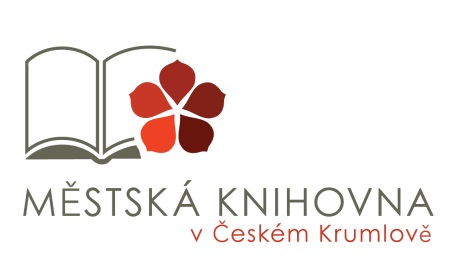 MĚSTSKÁ KNIHOVNA
v Českém Krumlově